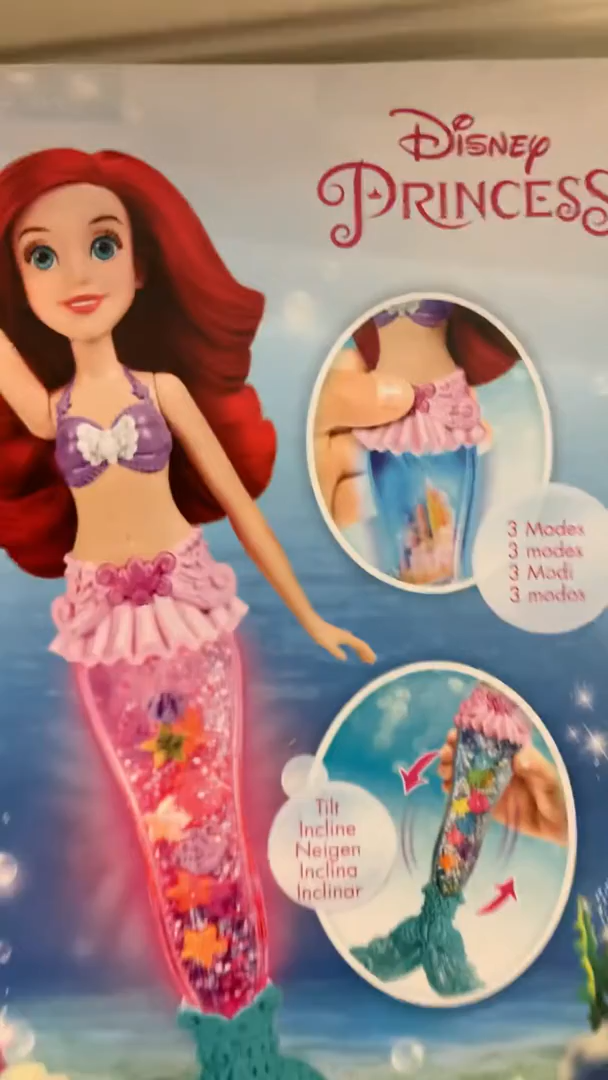 Disney
PRINCESS
3 Modes
3 modes
3 Modi
3 modos
Tilt
Incline
Neigen
Inclina
Inclinar